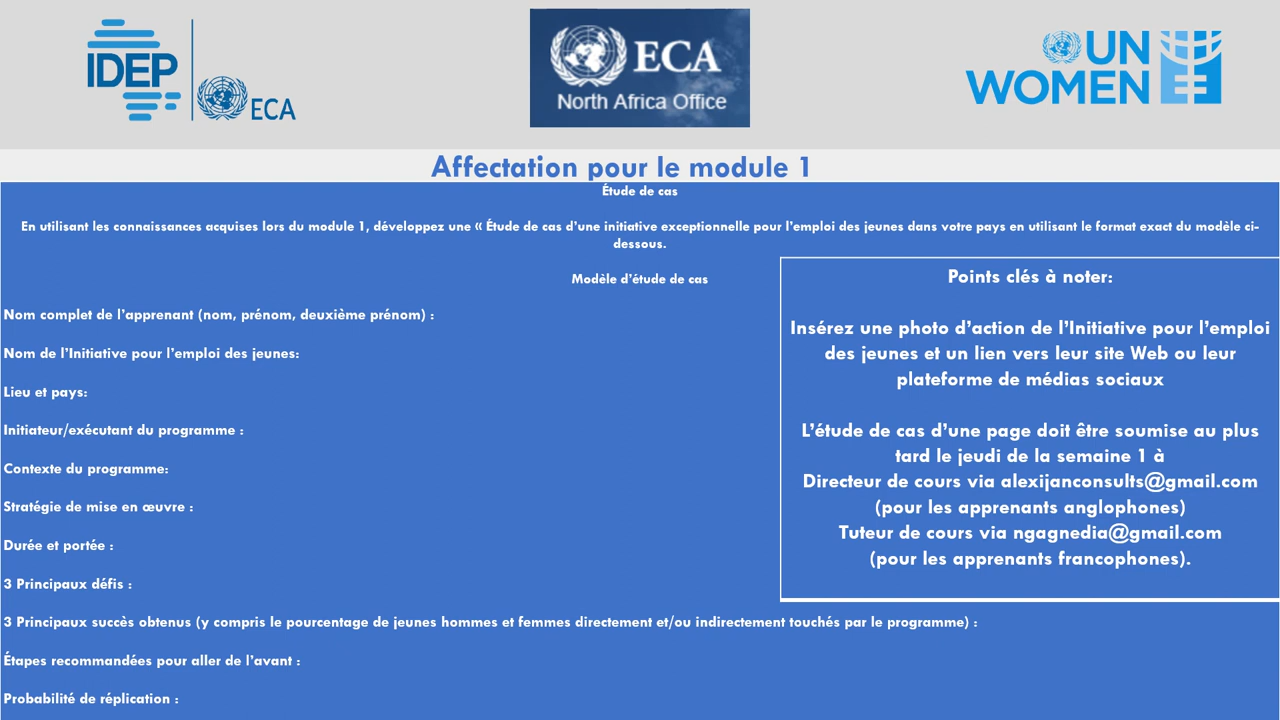 IDEP
ECA
ECA
North Africa Office
UN
WOMEN
Affectation pour le module 1
Étude de cas
En utilisant les connaissances acquises lors du module 1, développez une « Étude de cas d’une initiative exceptionnelle pour l’emploi des jeunes dans votre pays en utilisant le format exact du modèle ci-
dessous.
Modèle d’étude de cas
Nom complet de l’apprenant (nom, prénom, deuxième prénom) :
Nom de l’Initiative pour l’emploi des jeunes:
Lieu et pays:
Initiateur/exécutant du programme :
Contexte du programme:
Stratégie de mise en œuvre :
Durée et portée :
3 Principaux défis :
3 Principaux succès obtenus (y compris le pourcentage de jeunes hommes et femmes directement et/ou indirectement touchés par le programme) :
Étapes recommandées pour aller de l’avant :
Probabilité de réplication :
Points clés à noter:
Insérez une photo d’action de l’Initiative pour l’emploi
des jeunes et un lien vers leur site Web ou leur
plateforme de médias sociaux
L’étude de cas d’une page doit être soumise au plus
tard le jeudi de la semaine 1 à
Directeur de cours via alexijanconsults@gmail.com
(pour les apprenants anglophones)
Tuteur de cours via ngagnedia@gmail.com
(pour les apprenants francophones).